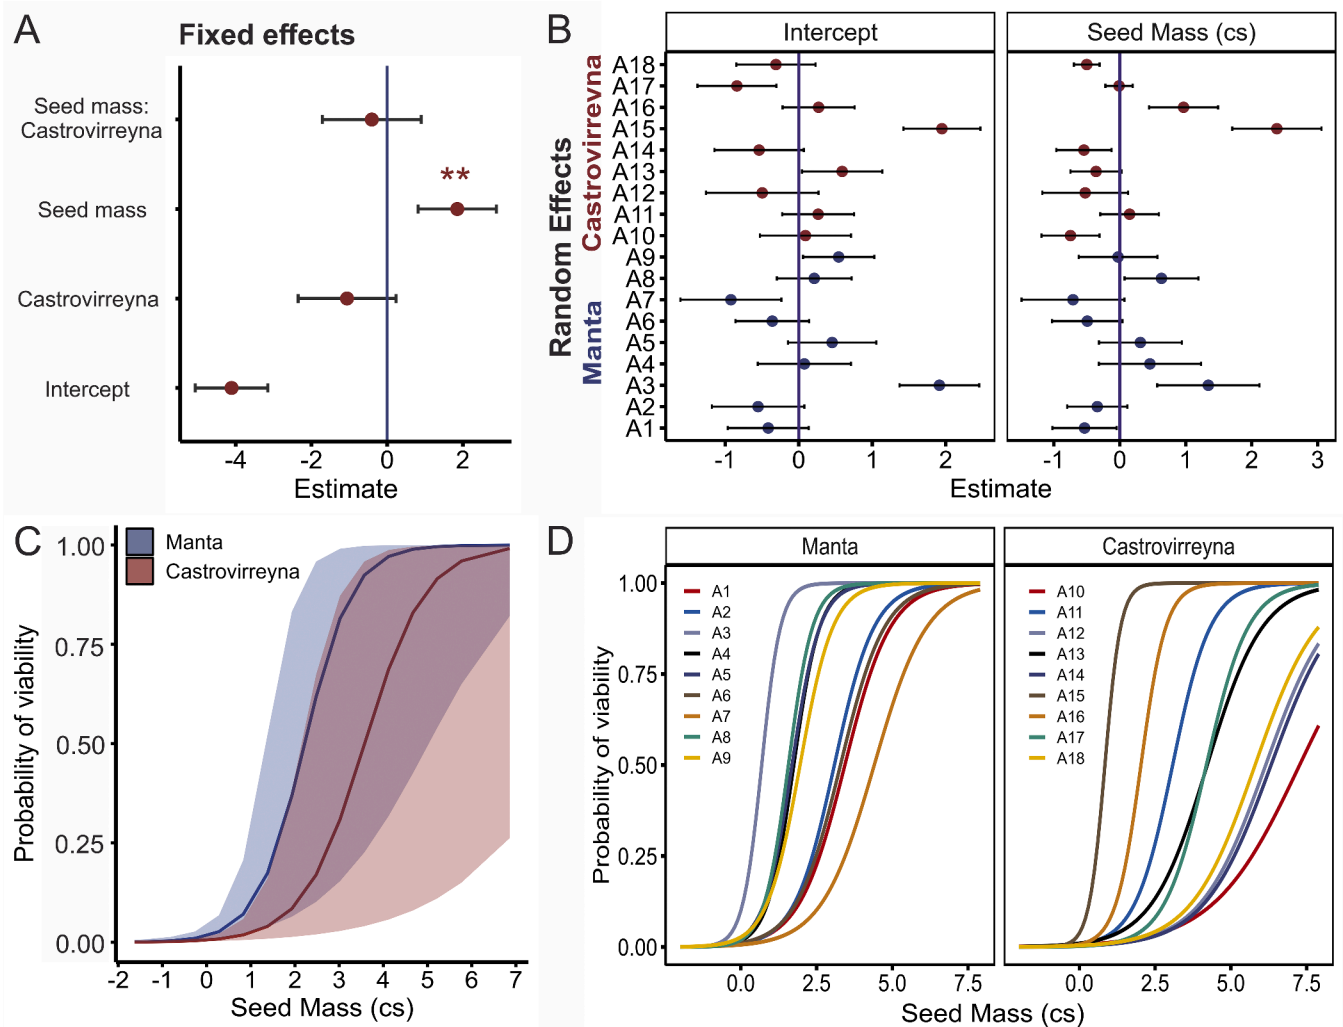 A
Fixed effects
Seed mass:
Castrovirreyna
**
Seed mass
Castrovirreyna
Intercept
-4
-2
0
2
Estimate
B
Random Effects
Manta
Castrovirreyna
Intercept
Seed Mass (cs)
A18
A17
A16
A15
A14
A13
A12
A11
A10
A9
A8
A7
A6
A5
A4
A3
A2
A1
-1
0
1
2
-1
0
1
2
3
Estimate
C
Manta
Castrovirreyna
Probability of viability
1.00
0.75
0.50
0.25
0.00
-2
-1
0
1
2
3
4
5
6
7
Seed Mass (cs)
D
Manta
Castrovirreyna
Probability of viability
1.00
0.75
0.50
0.25
0.00
A1
A2
A3
A4
A5
A6
A7
A8
A9
A10
A11
A12
A13
A14
A15
A16
A17
A18
0.0
2.5
5.0
7.5
0.0
2.5
5.0
7.5
Seed Mass (cs)